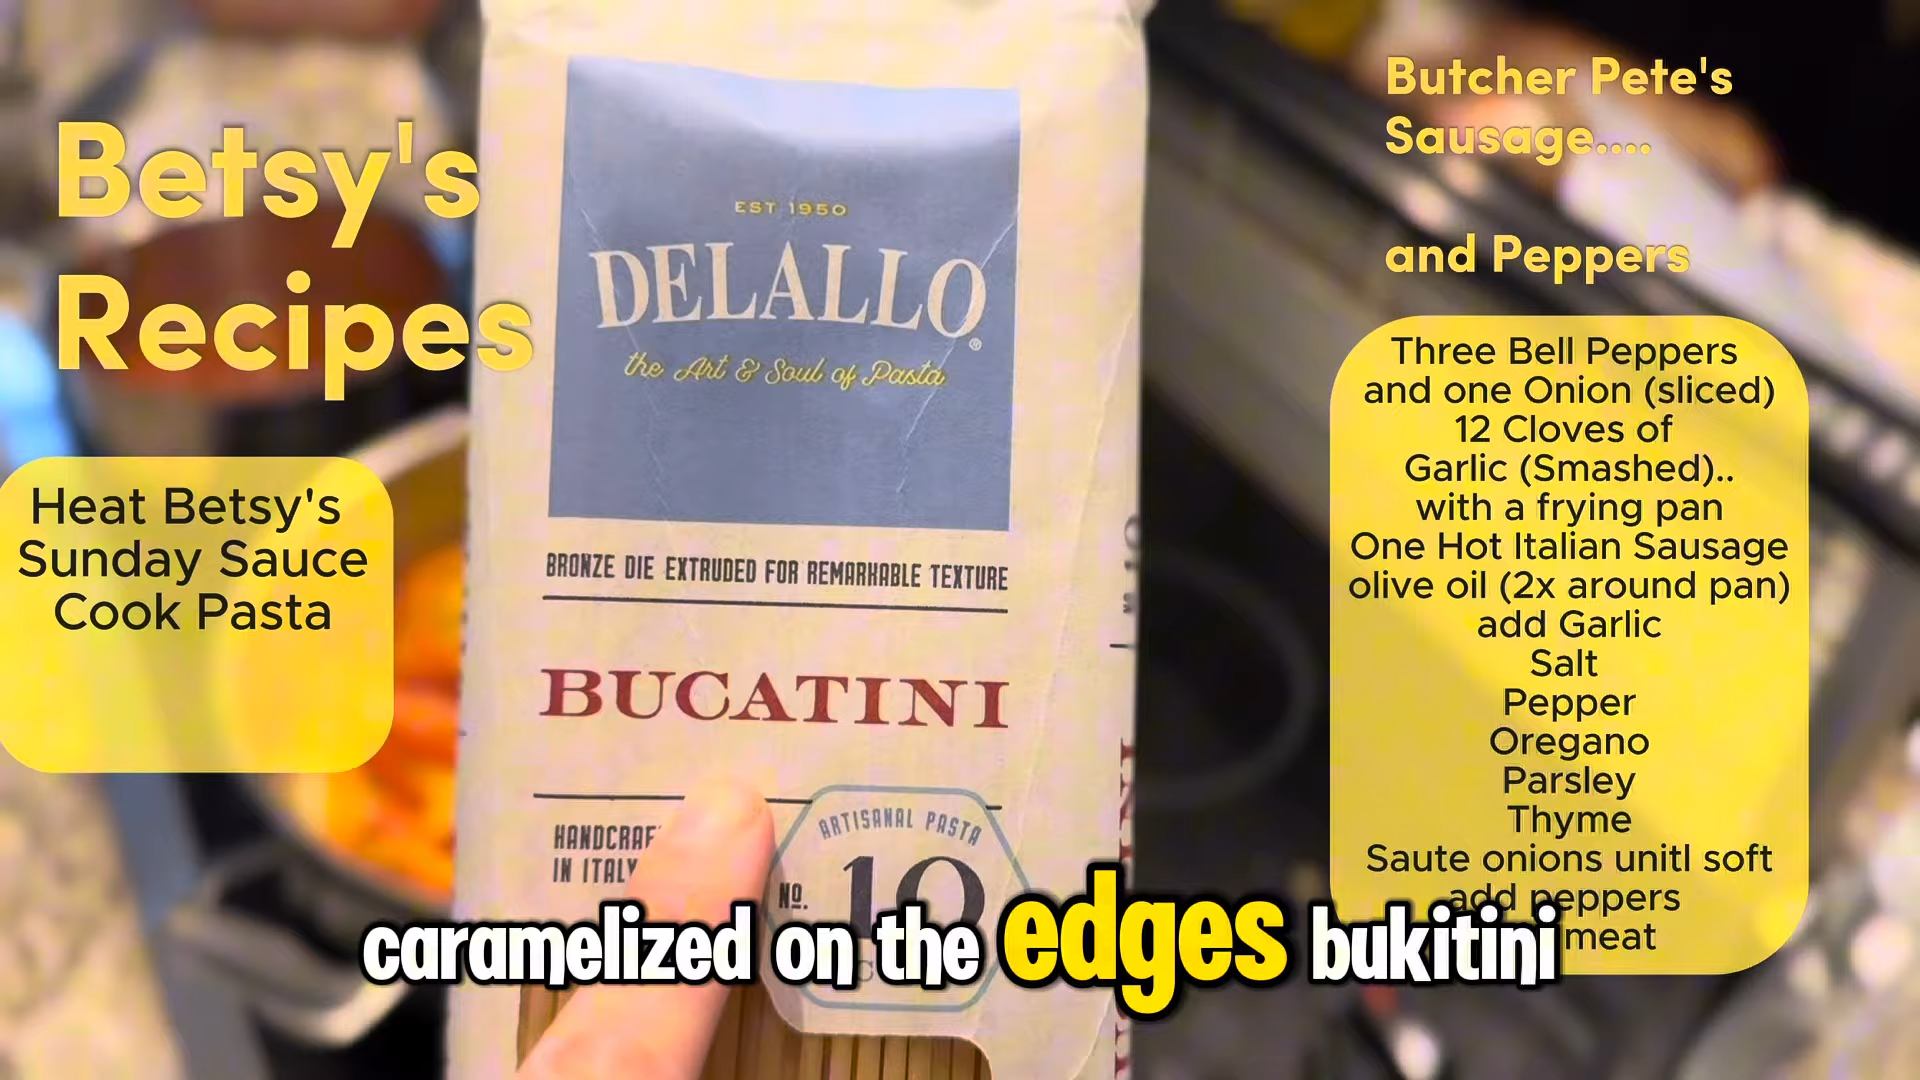 Betsy's
Recipes
Heat Betsy's
Sunday Sauce
Cook Pasta
EST 1950
DELALLO®
the Art & Soul of Pasta
BRONZE DIE EXTRUDED FOR REMARKABLE TEXTURE
BUCATINI
IN ITALY
ARTISANAL PASTA
No. 10
Butcher Pete's
Sausage....
and Peppers
Three Bell Peppers
and one Onion (sliced)
12 Cloves of
Garlic (Smashed)..
with a frying pan
One Hot Italian Sausage
olive oil (2x around pan)
add Garlic
Salt
Pepper
Oregano
Parsley
Thyme
Saute onions unitl soft
add peppers
meat
caramelized on the edges bukitini